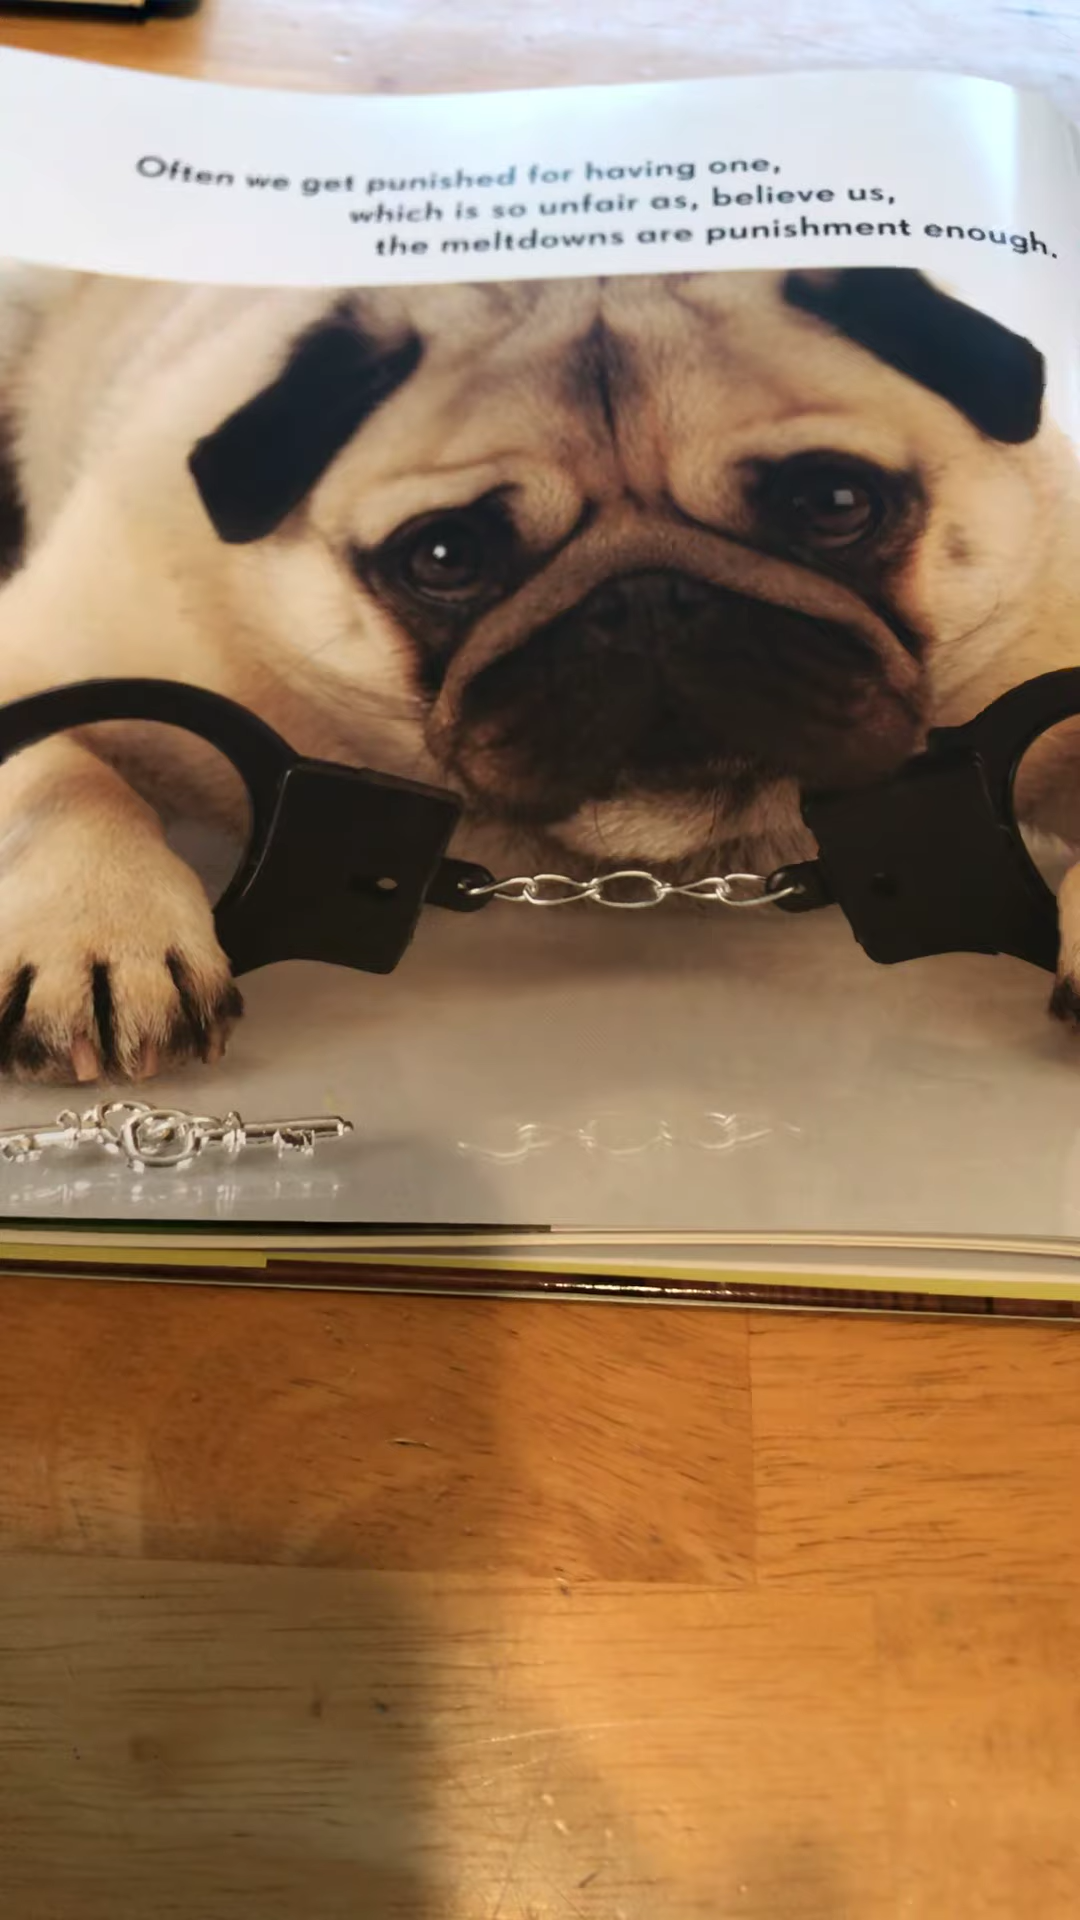 Often we get punished for having one,
which is so unfair as, believe us,
the meltdowns are punishment enough.